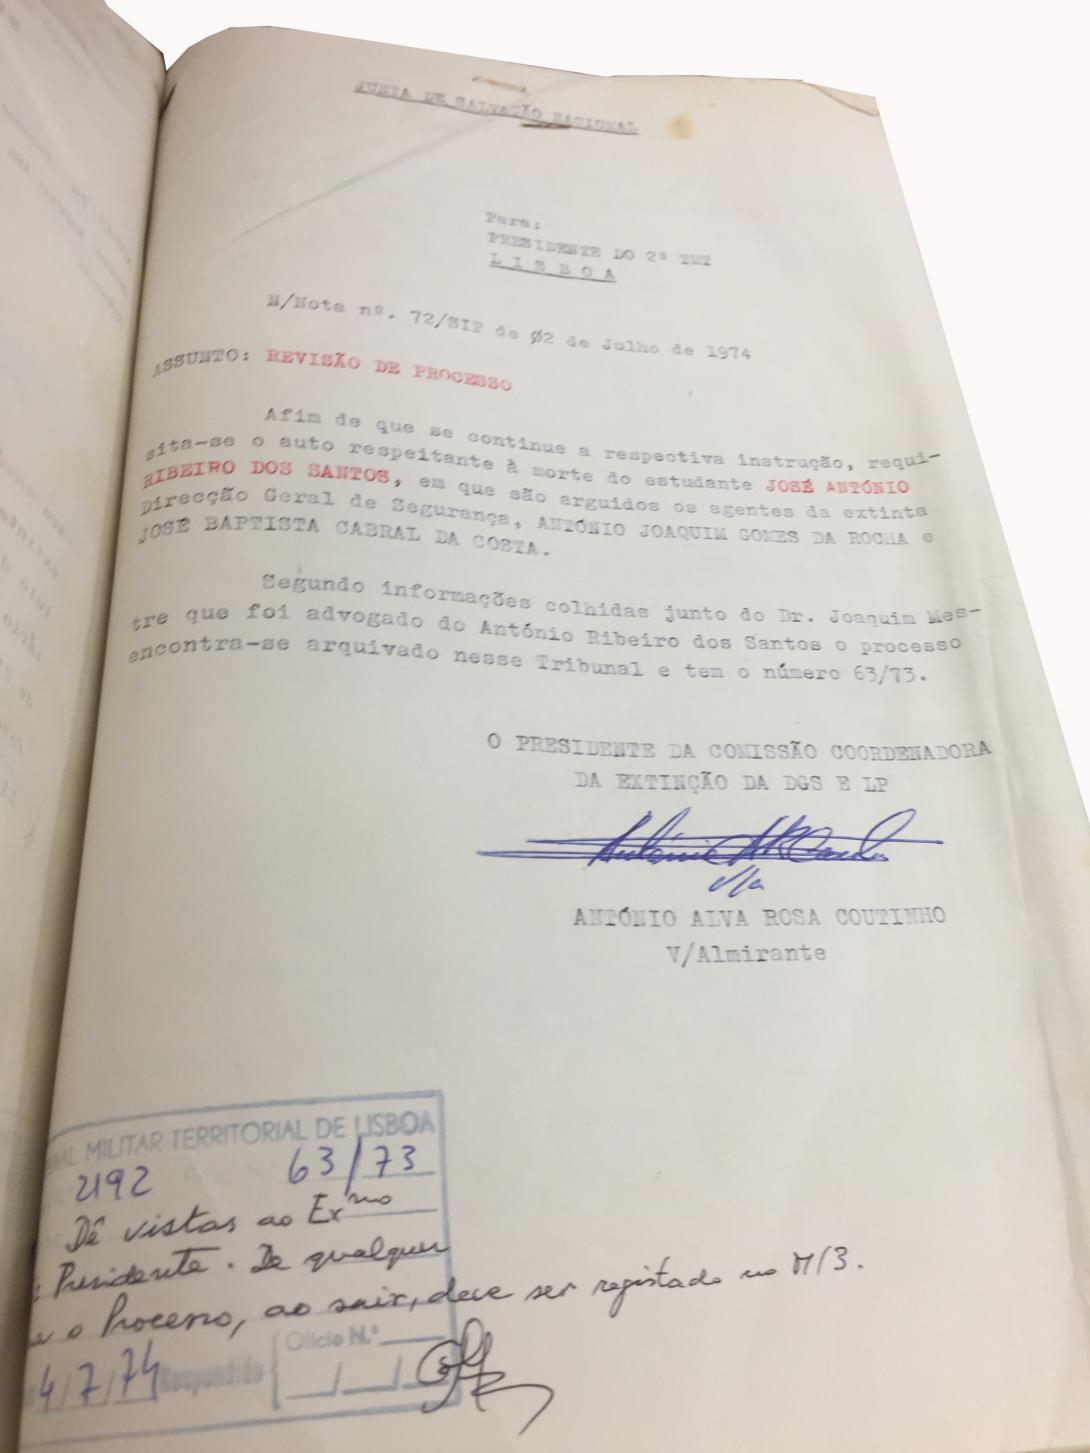 JUNTA DE SALVAÇÃO NACIONAL
Para:
PRESIDENTE DO 2º TMT
LISBOA
N/Nota nº. 72/SIP de Ø2 de Julho de 1974
ASSUNTO: REVISÃO DE PROCESSO
Afim de que se continue a respectiva instrução, requi-
sita-se o auto respeitante à morte do estudante JOSÉ ANTÓNIO
RIBEIRO DOS SANTOS, em que são arguidos os agentes da extinta
Direcção Geral de Segurança, ANTÓNIO JOAQUIM GOMES DA ROCHA e
JOSÉ BAPTISTA CABRAL DA COSTA.
Segundo informações colhidas junto do Dr. Joaquim Mes-
tre que foi advogado do António Ribeiro dos Santos o processo
encontra-se arquivado nesse Tribunal e tem o número 63/73.
O PRESIDENTE DA COMISSÃO COORDENADORA
DA EXTINÇÃO DA DGS E LP
V/a
ANTÓNIO ALVA ROSA COUTINHO
V/Almirante
MILITAR TERRITORIAL DE LISBOA
2192 63/73
Dê vistas ao Exmo
Presidente. De qualquer
o Processo, ao sair, deve ser registado no M/3.
Ofício N.º
4/7/74 Respondido